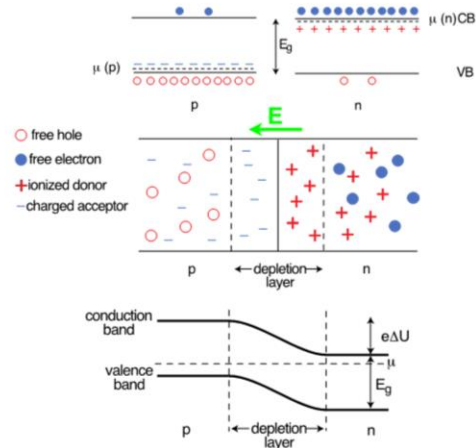 μ (n)CB
E_g
μ (p)
VB
p
n
E
free hole
free electron
ionized donor
charged acceptor
p
depletion
layer
n
conduction
band
eΔU
μ
valence
band
E_g
p
depletion
layer
n